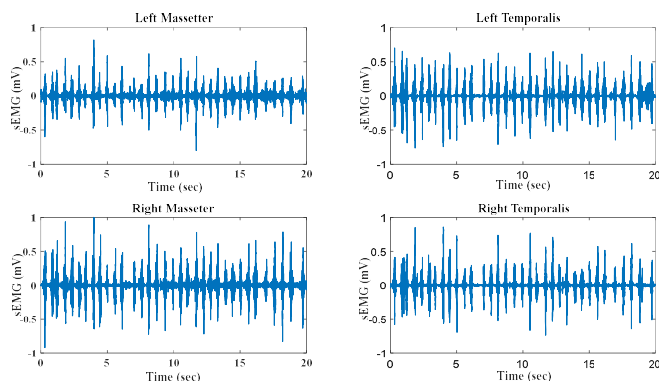 Left Massetter
1
0.5
0
-0.5
-1
sEMG (mV)
0 5 10 15 20
Time (sec)
Left Temporalis
1
0.5
0
-0.5
-1
sEMG (mV)
0 5 10 15 20
Time (sec)
Right Masseter
1
0.5
0
-0.5
-1
sEMG (mV)
0 5 10 15 20
Time (sec)
Right Temporalis
1
0.5
0
-0.5
-1
sEMG (mV)
0 5 10 15 20
Time (sec)